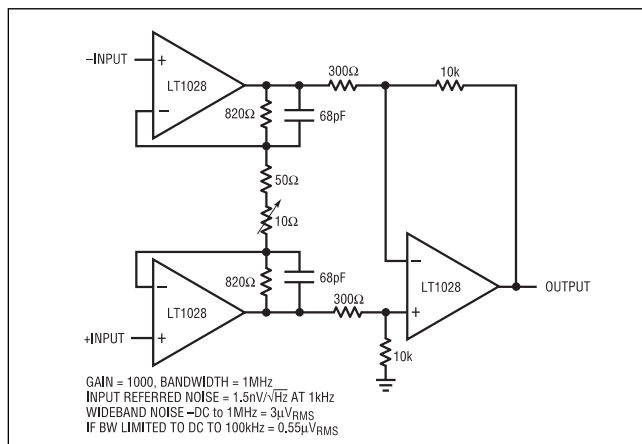 –INPUT
+
LT1028
–
820Ω
68pF
300Ω
10k
50Ω
10Ω
–
LT1028
+
820Ω
68pF
300Ω
–
LT1028
+
OUTPUT
+INPUT
10k
GAIN = 1000, BANDWIDTH = 1MHz
INPUT REFERRED NOISE = 1.5nV/√Hz AT 1kHz
WIDEBAND NOISE –DC to 1MHz = 3µVRMS
IF BW LIMITED TO DC TO 100kHz = 0.55µVRMS